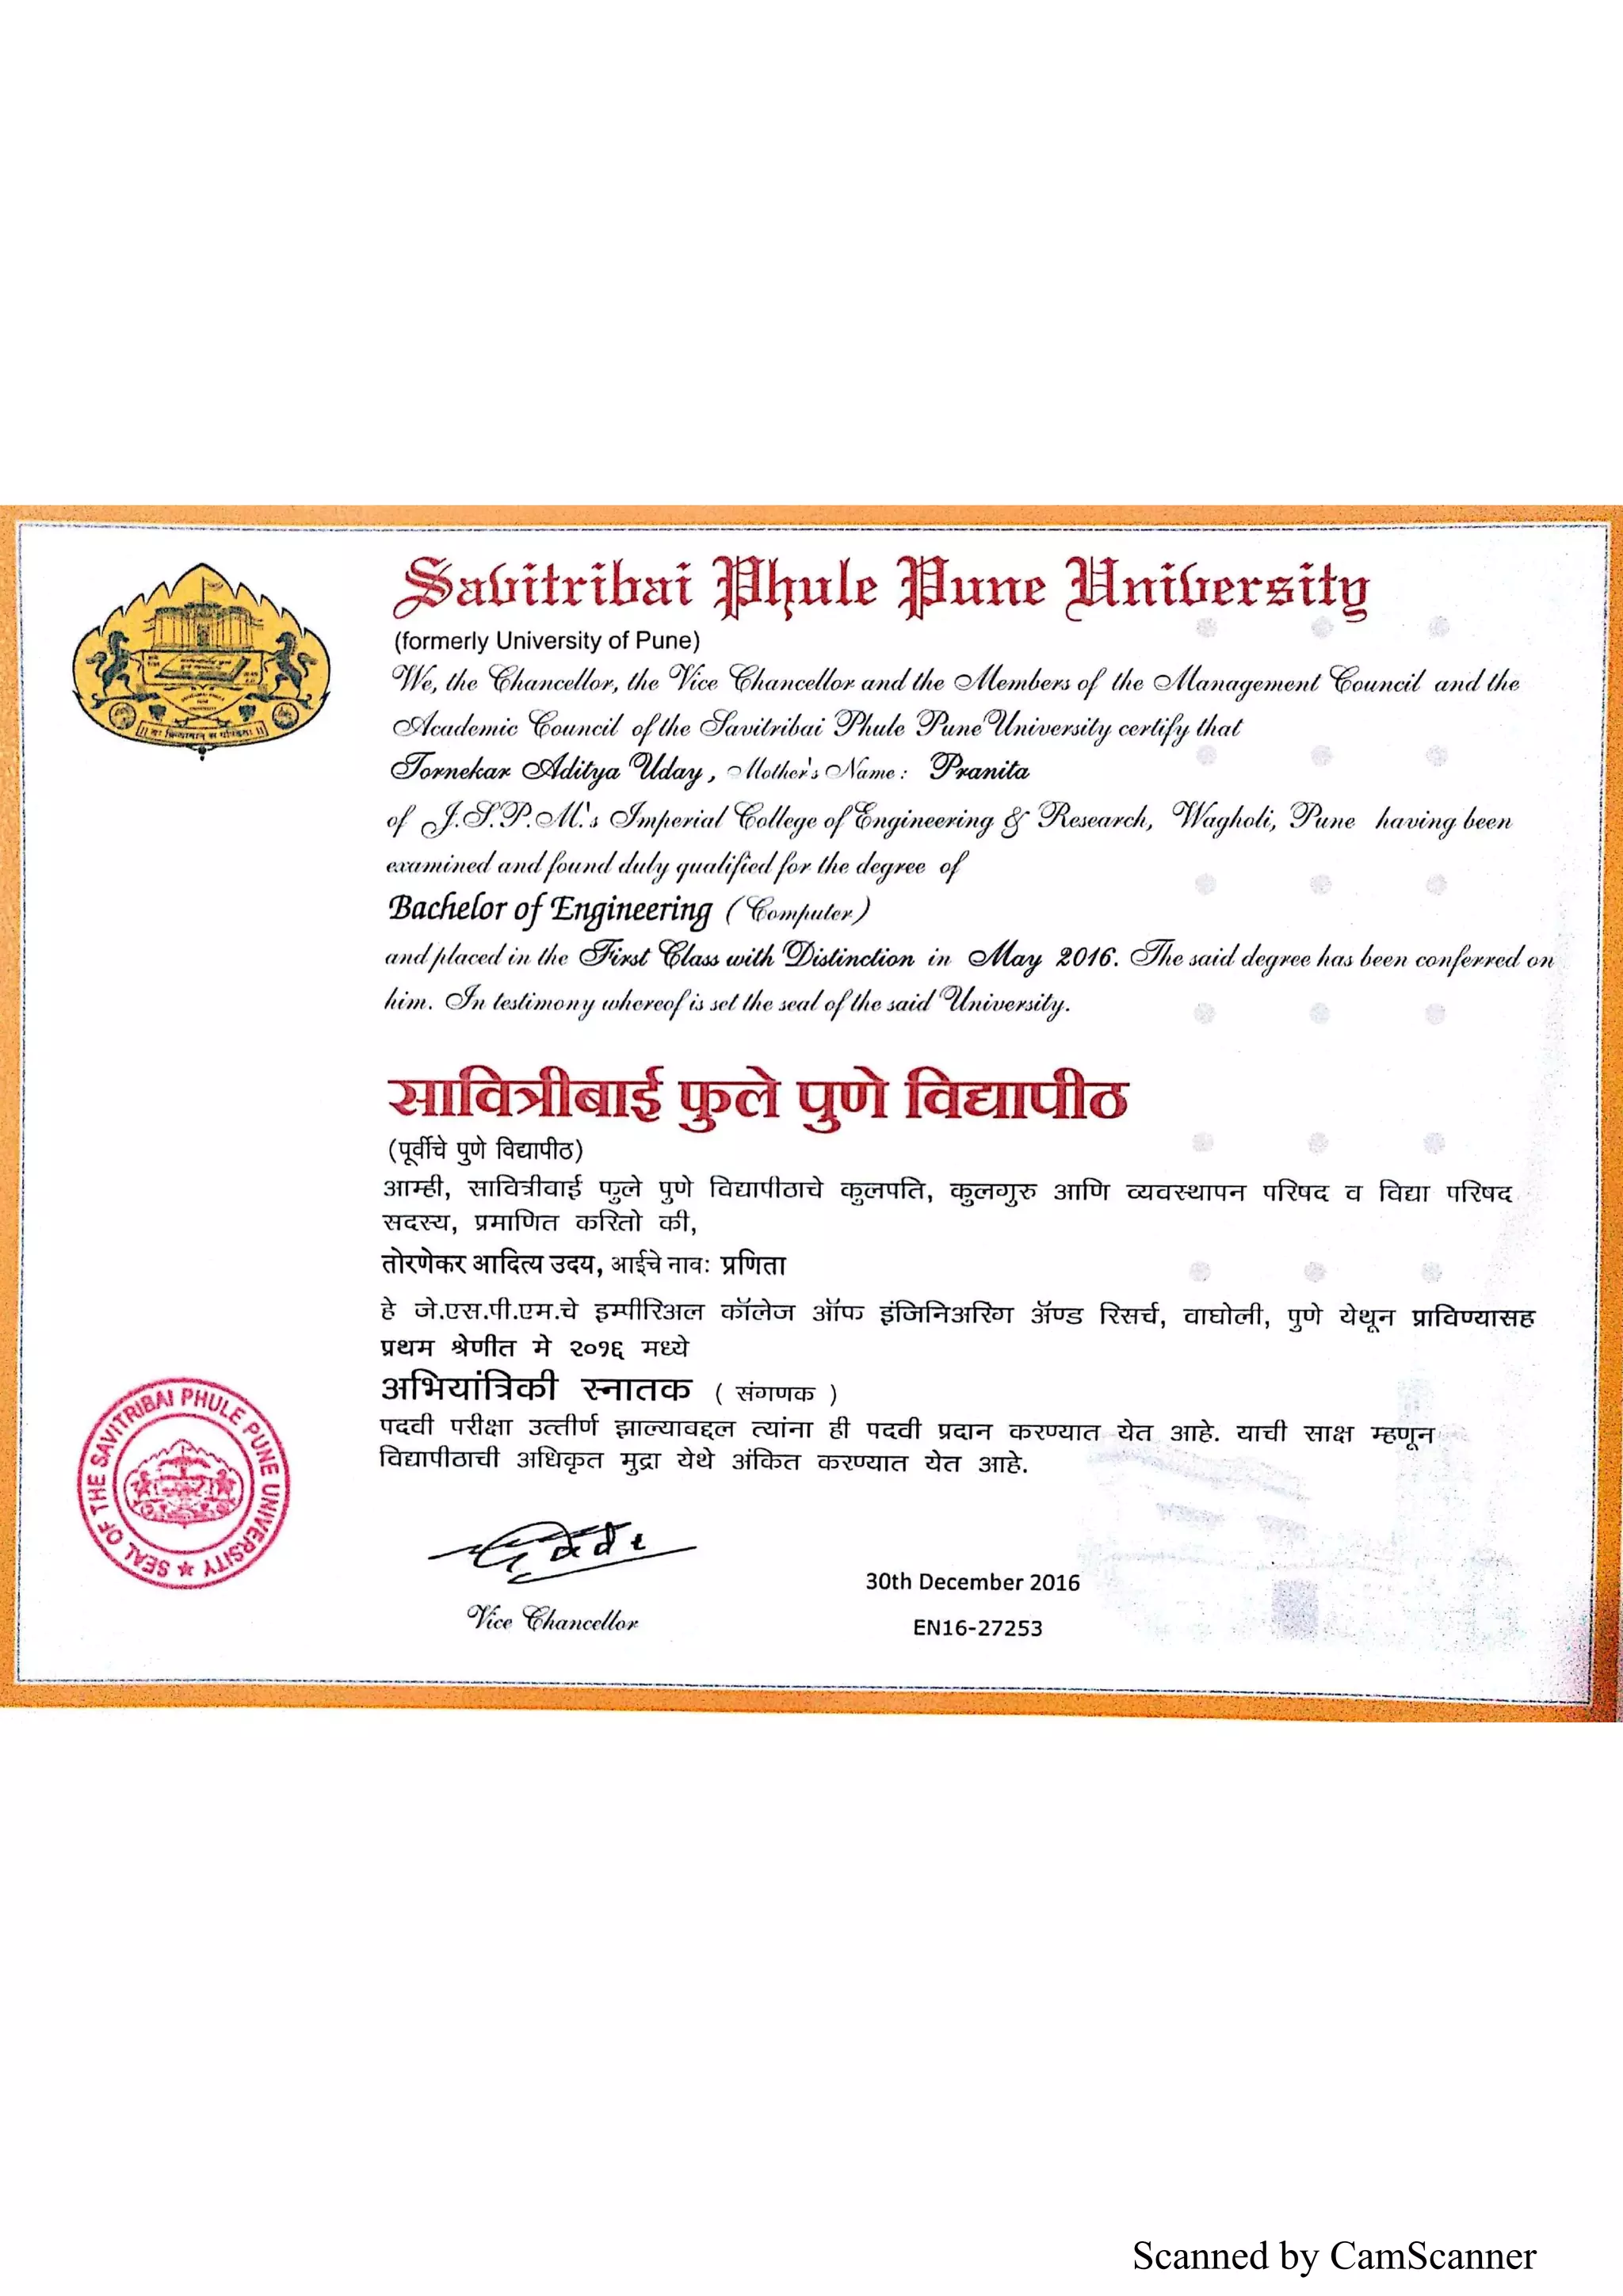 Savitribai Phule Pune University
(formerly University of Pune)
We, the Chancellor, the Vice Chancellor and the Members of the Management Council and the
Academic Council of the Savitribai Phule Pune University certify that
Tornekar Aditya Uday, Mother's Name: Pranita
of J.S.P.M.'s Imperial College of Engineering & Research, Wagholi, Pune having been
examined and found duly qualified for the degree of
Bachelor of Engineering (Computer)
and placed in the First Class with Distinction in May 2016. The said degree has been conferred on
him. In testimony whereof is set the seal of the said University.
सावित्रीबाई फुले पुणे विद्यापीठ
(पूर्वीचे पुणे विद्यापीठ)
आम्ही, सावित्रीबाई फुले पुणे विद्यापीठाचे कुलपति, कुलगुरु आणि व्यवस्थापन परिषद व विद्या परिषद
सदस्य, प्रमाणित करितो की,
तोरणेकर आदित्य उदय, आईचे नावः प्रणिता
हे जे.एस.पी.एम.चे इम्पीरिअल कॉलेज ऑफ इंजिनिअरिंग ॲण्ड रिसर्च, वाघोली, पुणे येथून प्राविण्यासह
प्रथम श्रेणीत मे २०१६ मध्ये
अभियांत्रिकी स्नातक ( संगणक )
पदवी परीक्षा उत्तीर्ण झाल्याबद्दल त्यांना ही पदवी प्रदान करण्यात येत आहे. याची साक्ष म्हणून
विद्यापीठाची अधिकृत मुद्रा येथे अंकित करण्यात येत आहे.
SEAL OF THE SAVITRIBAI PHULE PUNE UNIVERSITY
Vice Chancellor
30th December 2016
EN16-27253
Scanned by CamScanner